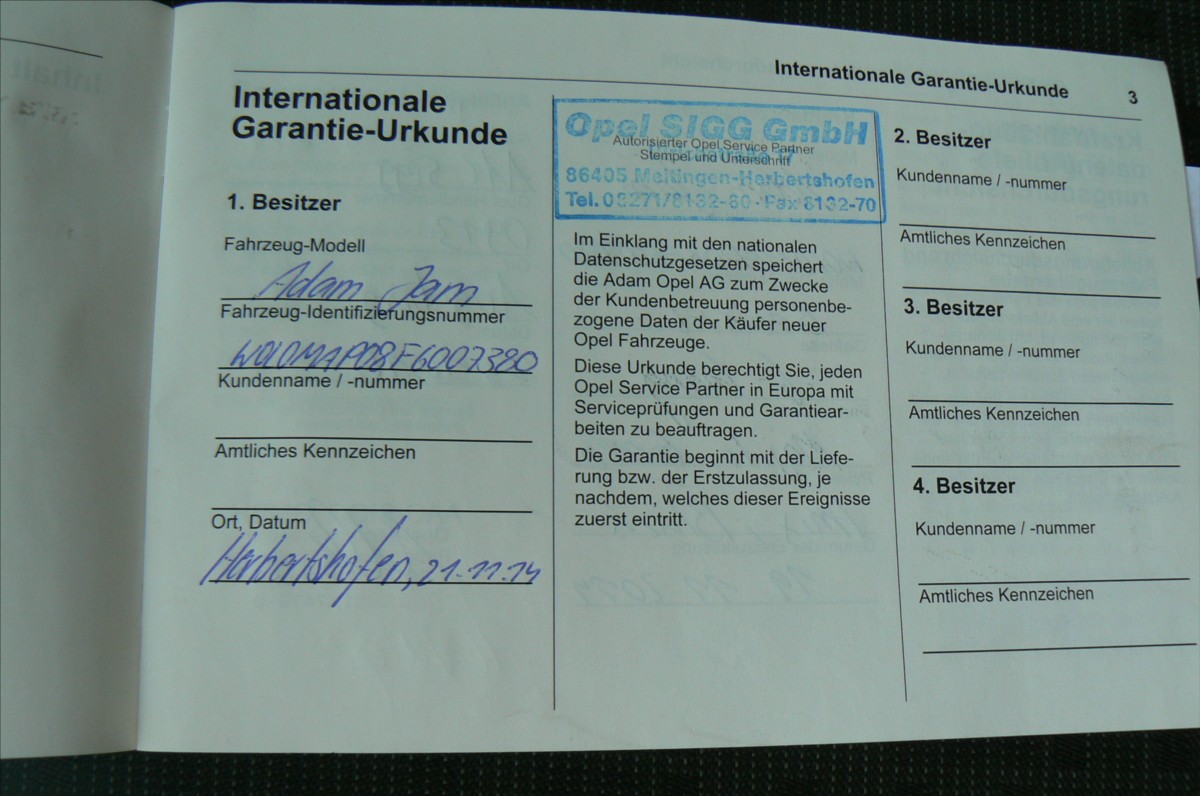 Internationale Garantie-Urkunde 3
Internationale
Garantie-Urkunde
1. Besitzer
Fahrzeug-Modell
Adam Jam
Fahrzeug-Identifizierungsnummer
W0L0MAP08F6007380
Kundenname / -nummer
Amtliches Kennzeichen
Ort, Datum
Herbertshofen, 21.11.14
Opel SIGG GmbH
Autorisierter Opel Service Partner
Stempel und Unterschrift
86405 Meitingen-Herbertshofen
Tel. 08271/8132-60 · Fax 8132-70
Im Einklang mit den nationalen
Datenschutzgesetzen speichert
die Adam Opel AG zum Zwecke
der Kundenbetreuung personenbe-
zogene Daten der Käufer neuer
Opel Fahrzeuge.
Diese Urkunde berechtigt Sie, jeden
Opel Service Partner in Europa mit
Serviceprüfungen und Garantiear-
beiten zu beauftragen.
Die Garantie beginnt mit der Liefe-
rung bzw. der Erstzulassung, je
nachdem, welches dieser Ereignisse
zuerst eintritt.
2. Besitzer
Kundenname / -nummer
Amtliches Kennzeichen
3. Besitzer
Kundenname / -nummer
Amtliches Kennzeichen
4. Besitzer
Kundenname / -nummer
Amtliches Kennzeichen